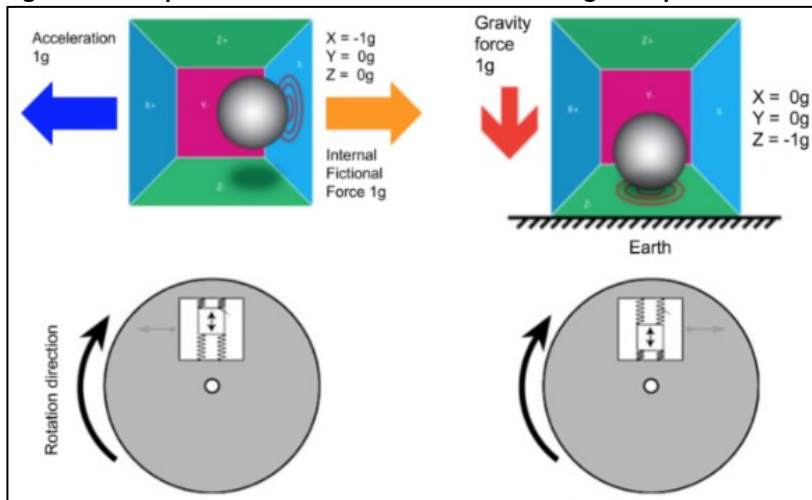 Acceleration
1g
X = -1g
Y = 0g
Z = 0g
Z+
X+
Y-
X-
Z-
Internal
Fictional
Force 1g
Gravity
force
1g
Z+
X+
Y-
X
Z-
X = 0g
Y = 0g
Z = -1g
Earth
Rotation direction